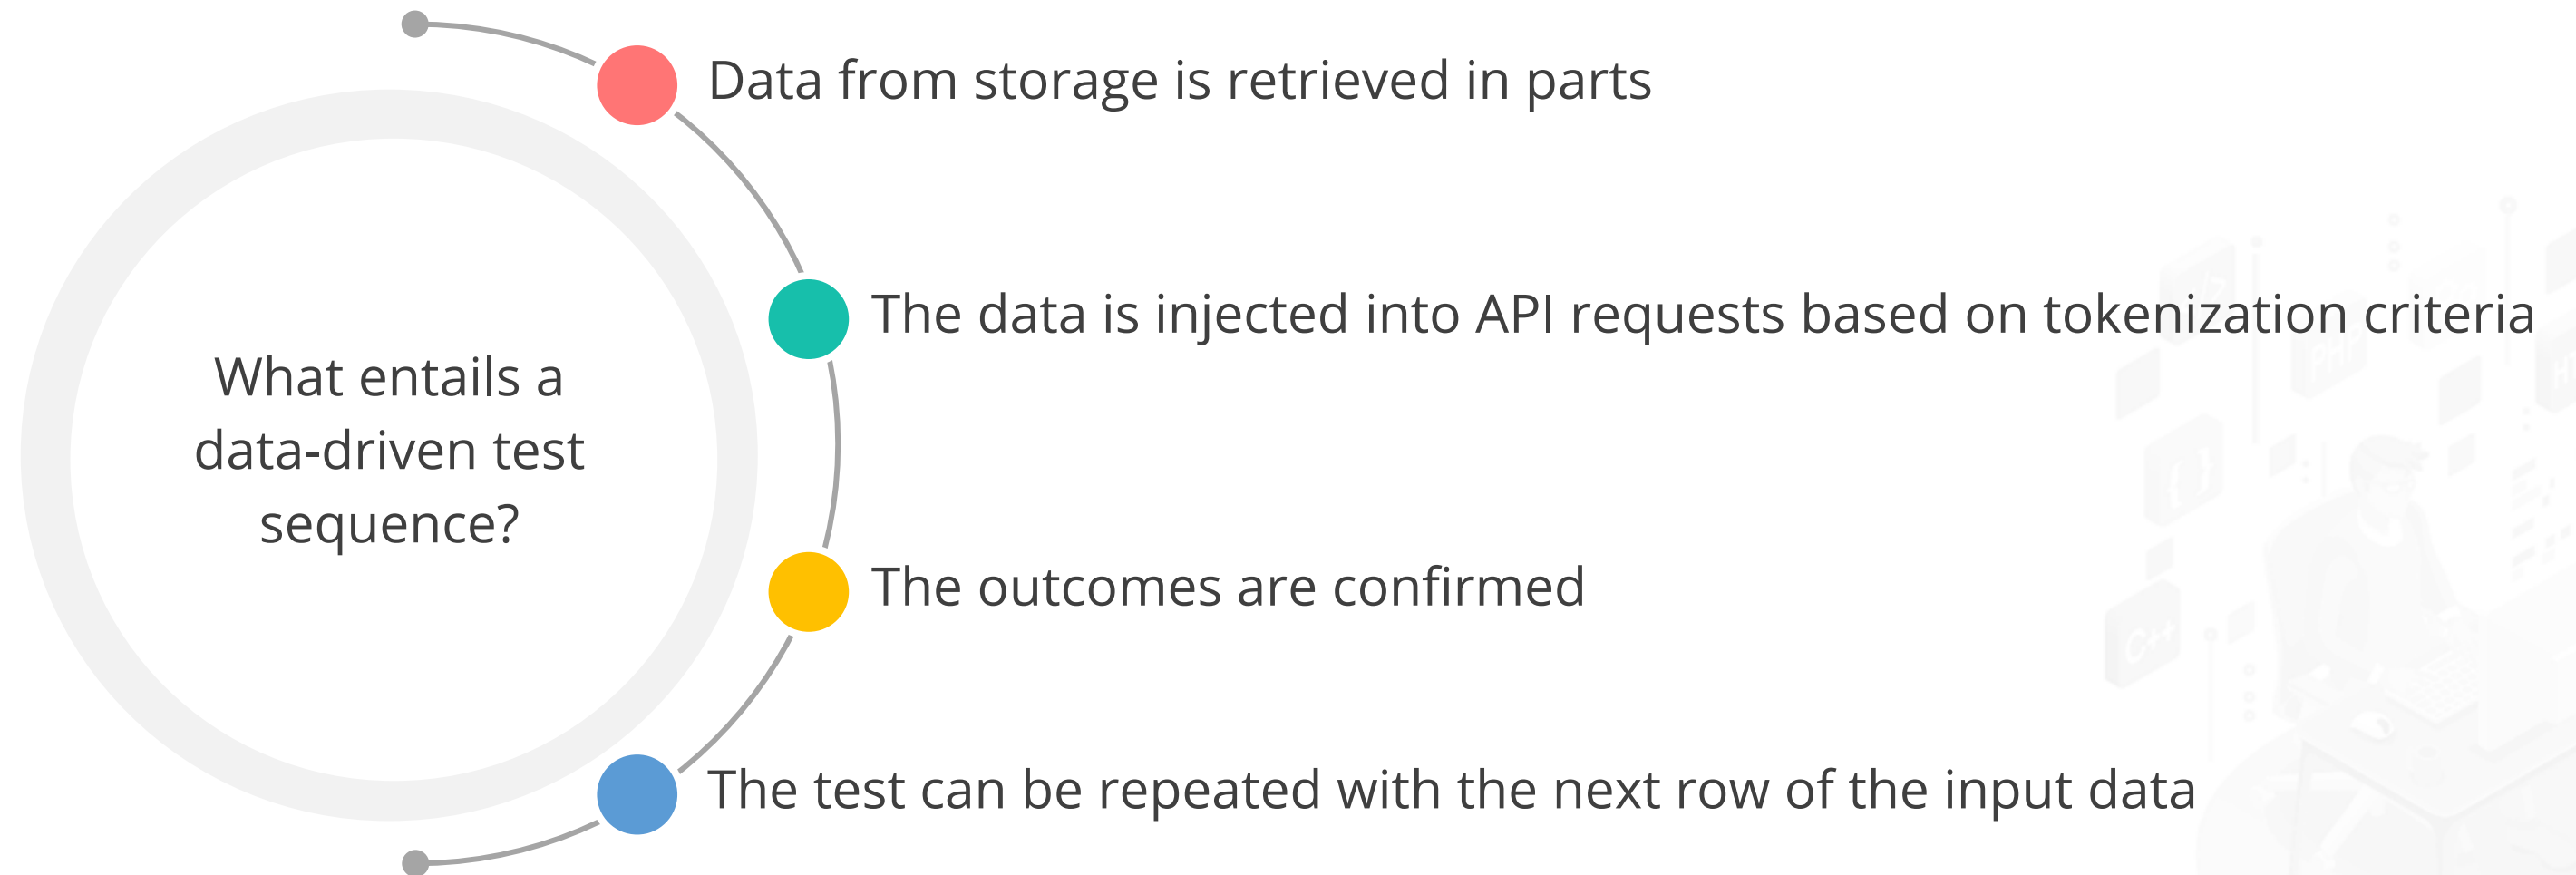 Data from storage is retrieved in parts
The data is injected into API requests based on tokenization criteria
What entails a
data-driven test
sequence?
The outcomes are confirmed
The test can be repeated with the next row of the input data
PHP
{ }
C++